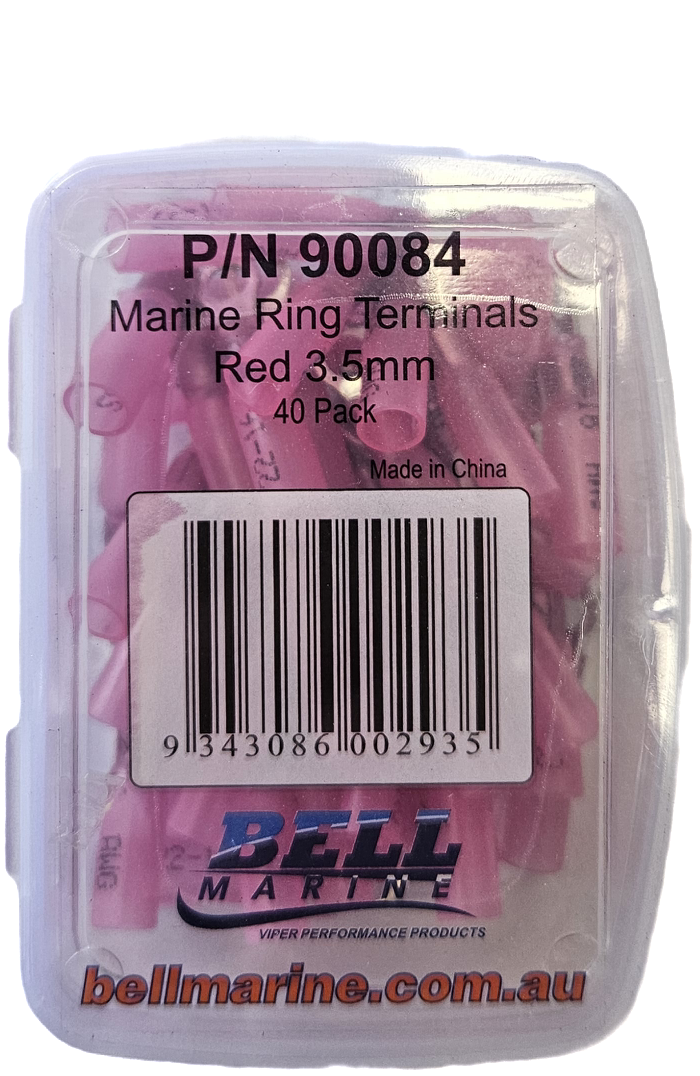 P/N 90084
Marine Ring Terminals
Red 3.5mm
40 Pack
Made in China
9 343086 002935
BELL
MARINE
VIPER PERFORMANCE PRODUCTS
bellmarine.com.au
AWG